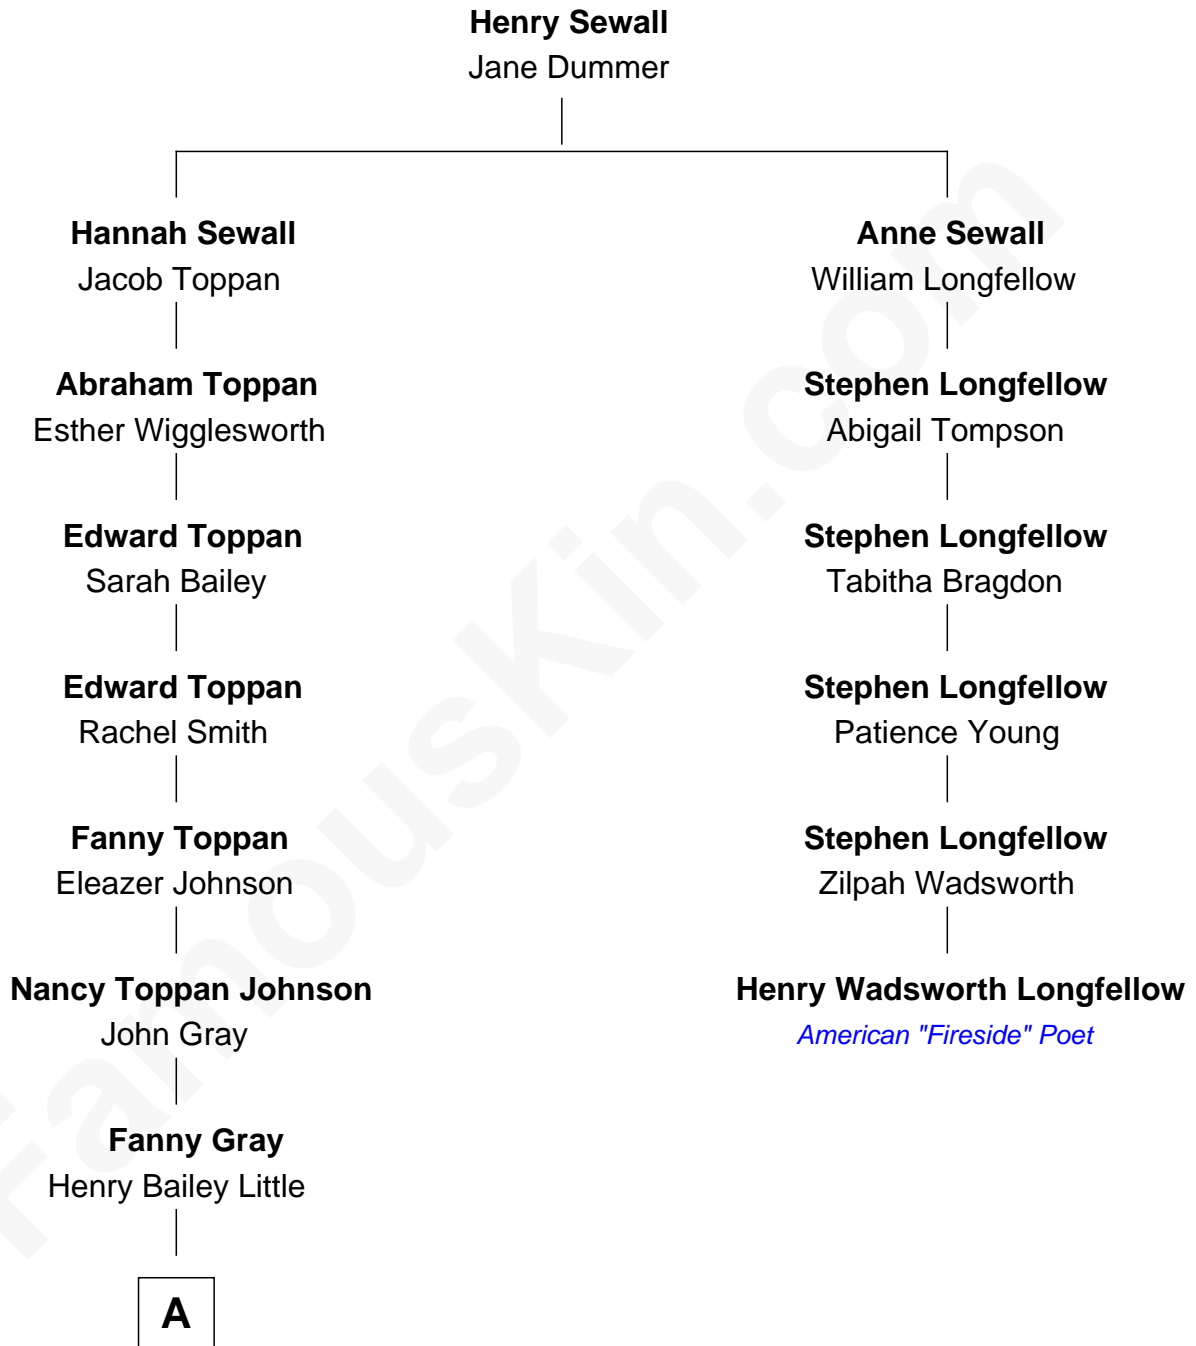 Henry Sewall
Jane Dummer
Hannah Sewall
Jacob Toppan
Anne Sewall
William Longfellow
Abraham Toppan
Esther Wigglesworth
Stephen Longfellow
Abigail Tompson
Edward Toppan
Sarah Bailey
Stephen Longfellow
Tabitha Bragdon
Edward Toppan
Rachel Smith
Stephen Longfellow
Patience Young
Fanny Toppan
Eleazer Johnson
Stephen Longfellow
Zilpah Wadsworth
Nancy Toppan Johnson
John Gray
Henry Wadsworth Longfellow
American "Fireside" Poet
Fanny Gray
Henry Bailey Little
A
FamousKin.com